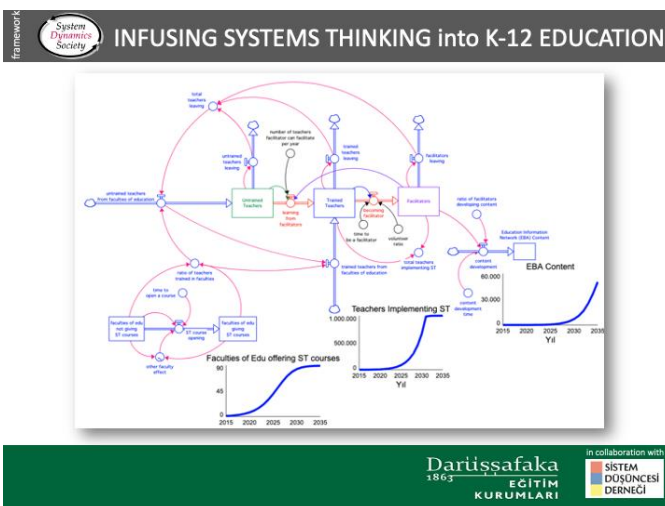 framework
System
Dynamics
Society
INFUSING SYSTEMS THINKING into K-12 EDUCATION
total
teachers
leaving
number of teachers
facilitator can facilitate
per year
untrained
teachers
leaving
trained
teachers
leaving
facilitators
leaving
untrained teachers
from faculties of education
Untrained
Teachers
learning
from
facilitators
Trained
Teachers
becoming
facilitator
Facilitators
time to
be a facilitator
volunteer
ratio
ratio of facilitators
developing content
Education Information
Network (EBA) Content
content
development
content
development
time
total teachers
implementing ST
trained teachers from
faculties of education
ratio of teachers
trained in faculties
time to
open a course
faculties of edu
not giving
ST courses
ST course
opening
faculties of edu
giving
ST courses
other faculty
effect
EBA Content
60.000
30.000
0
2015 2020 2025 2030 2035
Yıl
Teachers Implementing ST
1.000.000
500.000
0
2015 2020 2025 2030 2035
Yıl
Faculties of Edu offering ST courses
90
45
0
2015 2020 2025 2030 2035
Darüşşafaka
1863
EĞİTİM
KURUMLARI
in collaboration with
SİSTEM
DÜŞÜNCESİ
DERNEĞİ